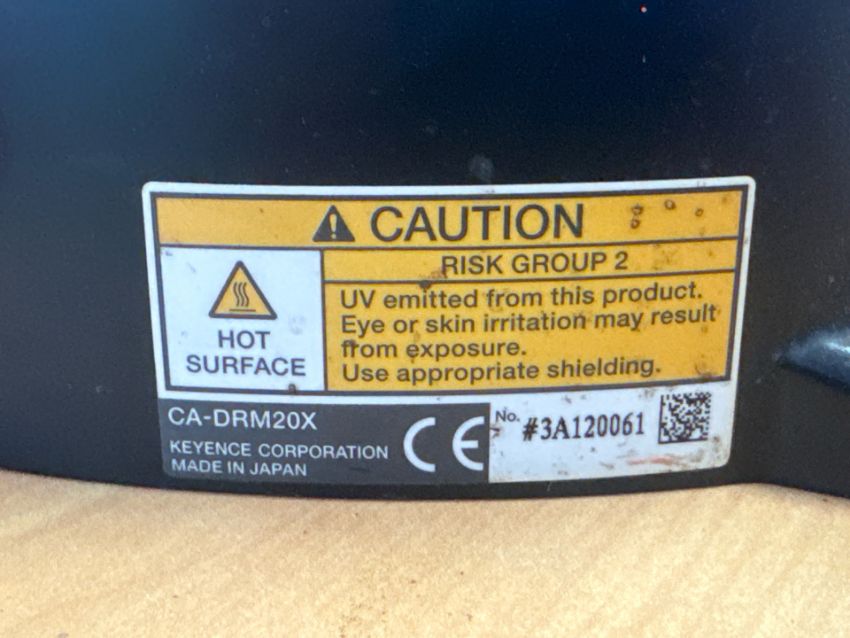 CAUTION
RISK GROUP 2
HOT
SURFACE
UV emitted from this product.
Eye or skin irritation may result
from exposure.
Use appropriate shielding.
CA-DRM20X
KEYENCE CORPORATION
MADE IN JAPAN
CE
No. #3A120061